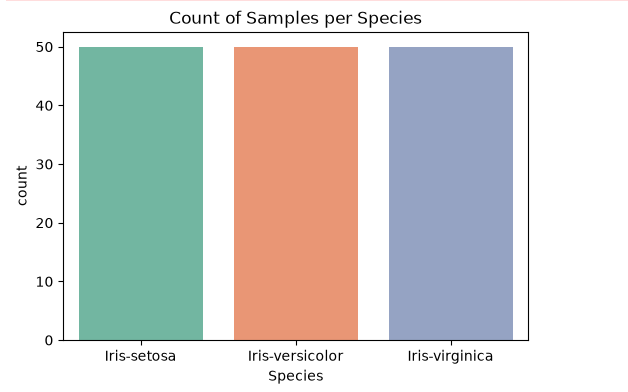 Count of Samples per Species
50
40
30
20
10
0
count
Iris-setosa Iris-versicolor Iris-virginica
Species